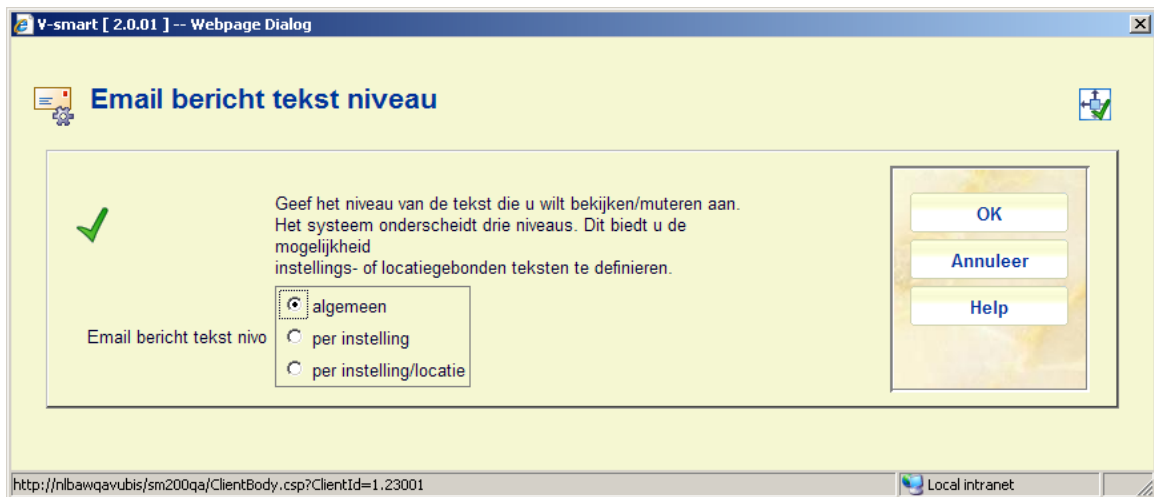 V-smart [ 2.0.01 ] -- Webpage Dialog
Email bericht tekst niveau
Geef het niveau van de tekst die u wilt bekijken/muteren aan.
Het systeem onderscheidt drie niveaus. Dit biedt u de
mogelijkheid
instellings- of locatiegebonden teksten te definieren.
Email bericht tekst nivo
algemeen
per instelling
per instelling/locatie
OK
Annuleer
Help
http://nlbawqavubis/sm200qa/ClientBody.csp?ClientId=1.23001
Local intranet